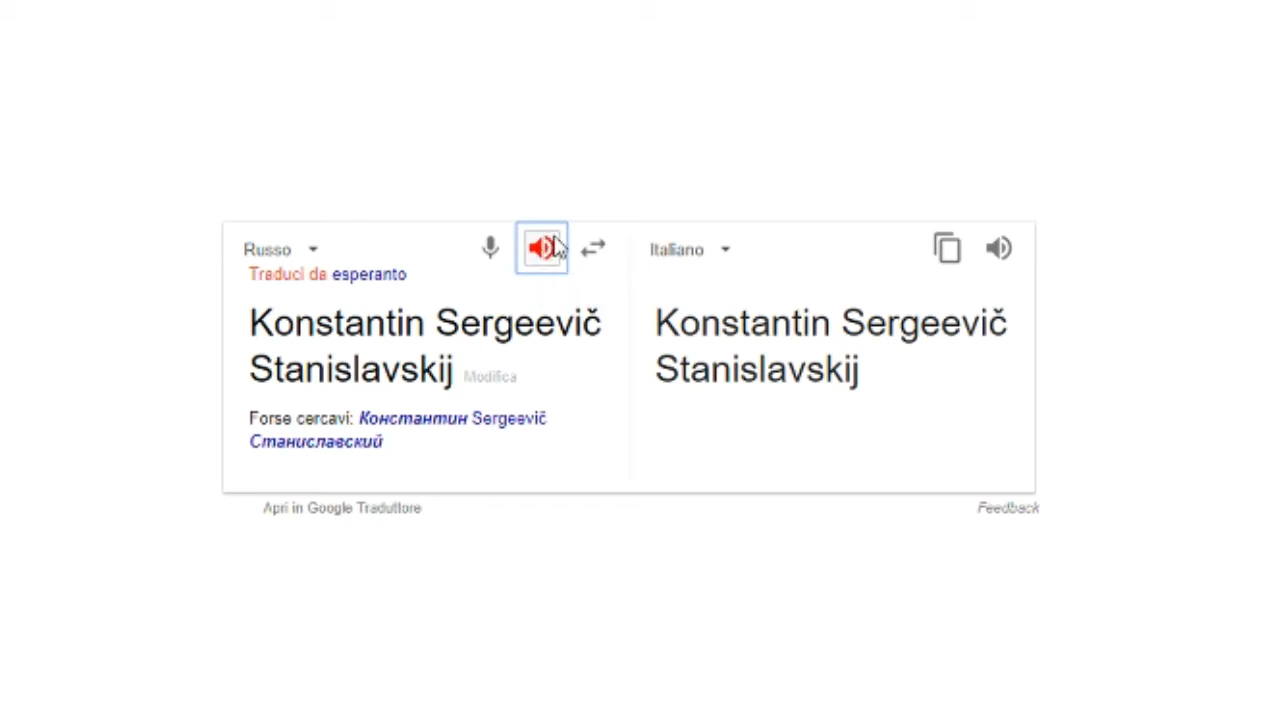 Russo
Traduci da esperanto
Konstantin Sergeevič
Stanislavskij Modifica
Forse cercavi: Константин Sergeevič
Станиславский
Italiano
Konstantin Sergeevič
Stanislavskij
Apri in Google Traduttore
Feedback